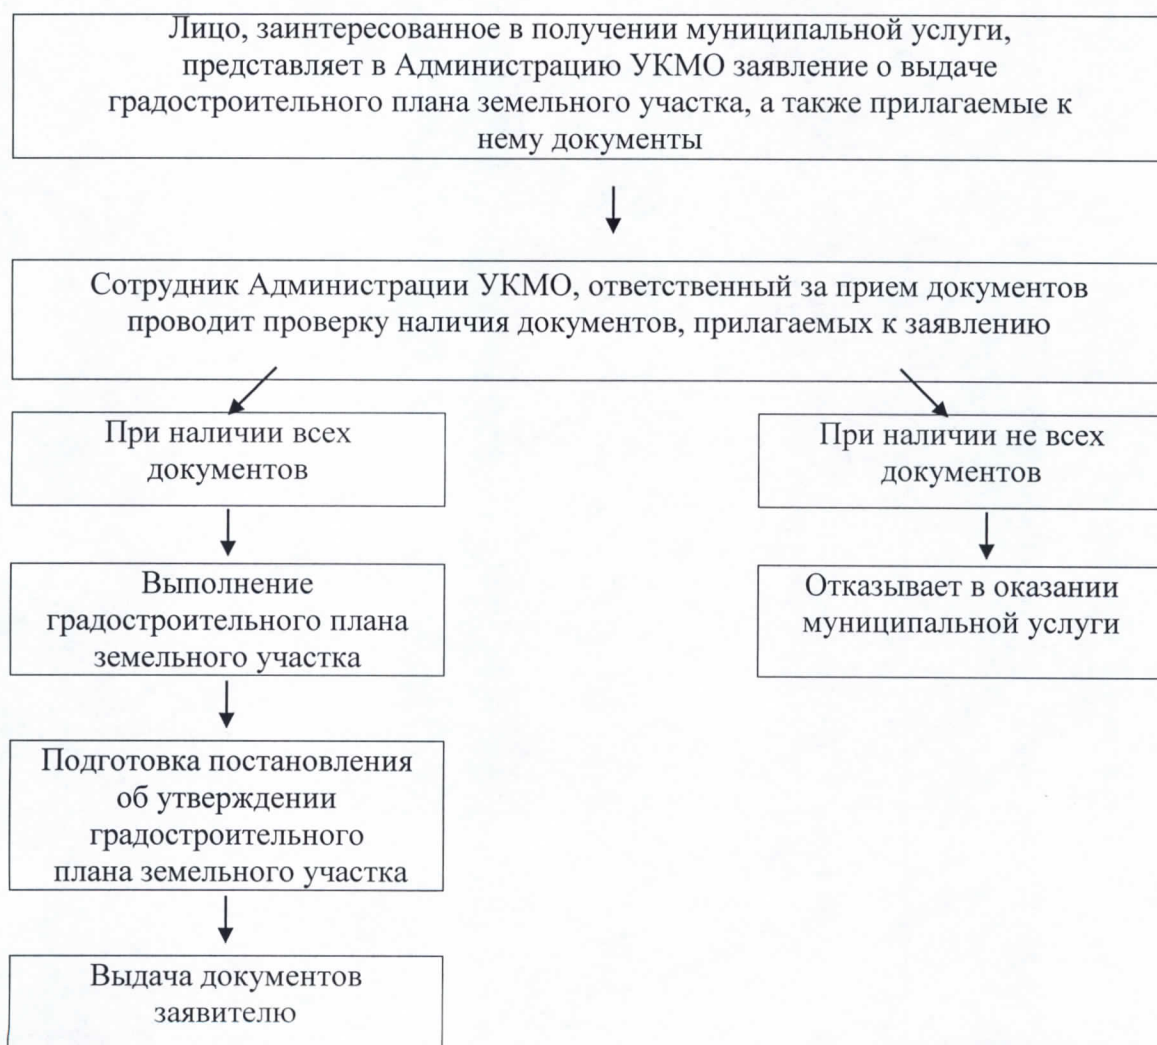 Лицо, заинтересованное в получении муниципальной услуги,
представляет в Администрацию УКМО заявление о выдаче
градостроительного плана земельного участка, а также прилагаемые к
нему документы
Сотрудник Администрации УКМО, ответственный за прием документов
проводит проверку наличия документов, прилагаемых к заявлению
При наличии всех
документов
При наличии не всех
документов
Выполнение
градостроительного плана
земельного участка
Отказывает в оказании
муниципальной услуги
Подготовка постановления
об утверждении
градостроительного
плана земельного участка
Выдача документов
заявителю